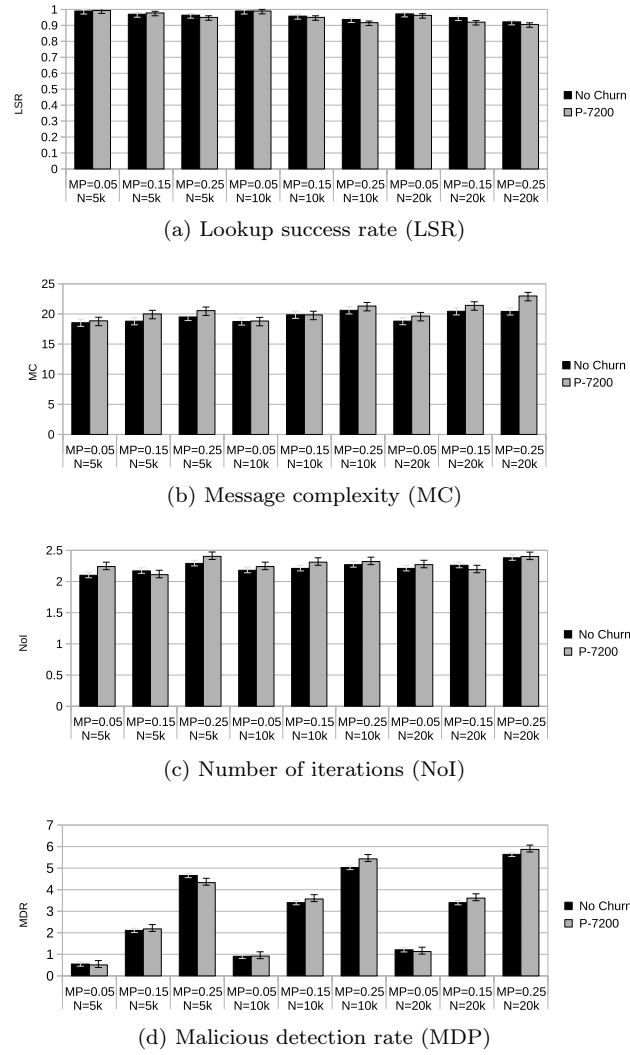 1
0.9
0.8
0.7
0.6
0.5
0.4
0.3
0.2
0.1
0
LSR
No Churn
P-7200
MP=0.05 MP=0.15 MP=0.25 MP=0.05 MP=0.15 MP=0.25 MP=0.05 MP=0.15 MP=0.25
N=5k N=5k N=5k N=10k N=10k N=10k N=20k N=20k N=20k
(a) Lookup success rate (LSR)
25
20
15
10
5
0
MC
No Churn
P-7200
MP=0.05 MP=0.15 MP=0.25 MP=0.05 MP=0.15 MP=0.25 MP=0.05 MP=0.15 MP=0.25
N=5k N=5k N=5k N=10k N=10k N=10k N=20k N=20k N=20k
(b) Message complexity (MC)
2.5
2
1.5
1
0.5
0
NoI
No Churn
P-7200
MP=0.05 MP=0.15 MP=0.25 MP=0.05 MP=0.15 MP=0.25 MP=0.05 MP=0.15 MP=0.25
N=5k N=5k N=5k N=10k N=10k N=10k N=20k N=20k N=20k
(c) Number of iterations (NoI)
7
6
5
4
3
2
1
0
MDR
No Churn
P-7200
MP=0.05 MP=0.15 MP=0.25 MP=0.05 MP=0.15 MP=0.25 MP=0.05 MP=0.15 MP=0.25
N=5k N=5k N=5k N=10k N=10k N=10k N=20k N=20k N=20k
(d) Malicious detection rate (MDP)